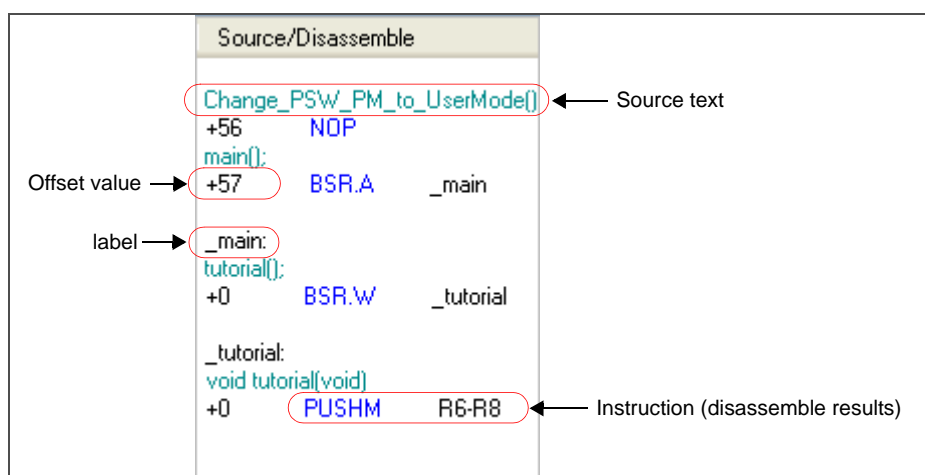 Source/Disassemble
Change_PSW_PM_to_UserMode() Source text
+56 NOP
main();
Offset value +57 BSR.A _main
label _main:
tutorial();
+0 BSR.W _tutorial
_tutorial:
void tutorial(void)
+0 PUSHM R6-R8 Instruction (disassemble results)